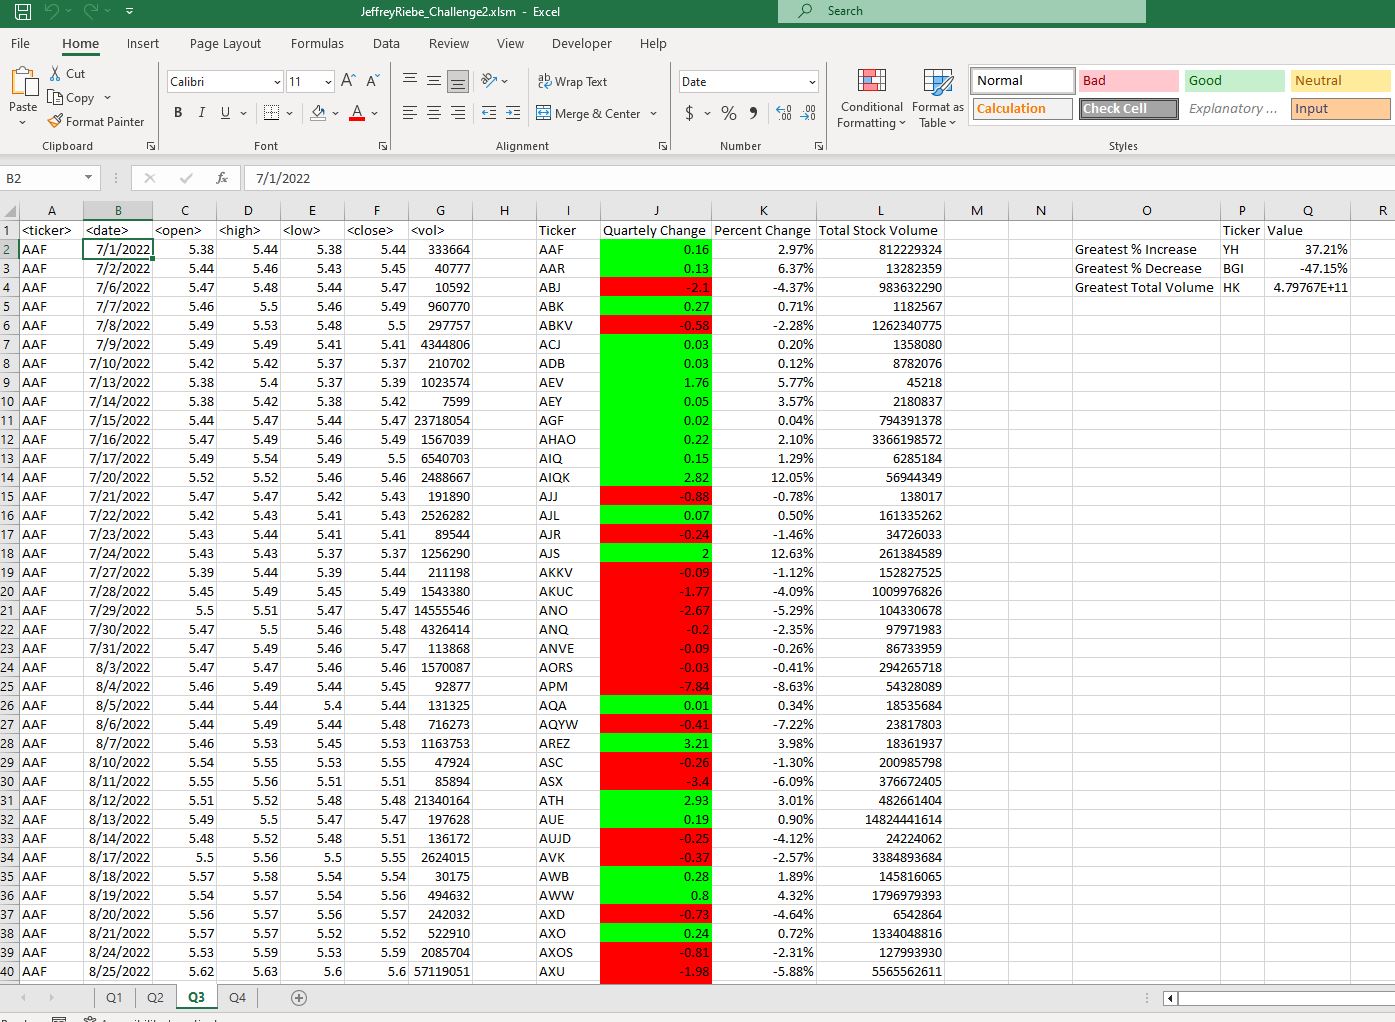 JeffreyRiebe_Challenge2.xlsm - Excel
Search
File Home Insert Page Layout Formulas Data Review View Developer Help
Paste Cut Copy Format Painter Clipboard
Calibri 11 A A B I U A Font
ab Wrap Text Merge & Center Alignment
Date $ % 9 Number
Conditional Formatting Format as Table
Normal Bad Good Neutral
Calculation Check Cell Explanatory ... Input
Styles
B2 fx 7/1/2022
A B C D E F G H I J K L M N O P Q R
1 <ticker> <date> <open> <high> <low> <close> <vol> Ticker Quartely Change Percent Change Total Stock Volume Ticker Value
2 AAF 7/1/2022 5.38 5.44 5.38 5.44 333664 AAF 0.16 2.97% 812229324 Greatest % Increase YH 37.21%
3 AAF 7/2/2022 5.44 5.46 5.43 5.45 40777 AAR 0.13 6.37% 13282359 Greatest % Decrease BGI -47.15%
4 AAF 7/6/2022 5.47 5.48 5.44 5.47 10592 ABJ -2.1 -4.37% 983632290 Greatest Total Volume HK 4.79767E+11
5 AAF 7/7/2022 5.46 5.5 5.46 5.49 960770 ABK 0.27 0.71% 1182567
6 AAF 7/8/2022 5.49 5.53 5.48 5.5 297757 ABKV -0.58 -2.28% 1262340775
7 AAF 7/9/2022 5.49 5.49 5.41 5.41 4344806 ACJ 0.03 0.20% 1358080
8 AAF 7/10/2022 5.42 5.42 5.37 5.37 210702 ADB 0.03 0.12% 8782076
9 AAF 7/13/2022 5.38 5.4 5.37 5.39 1023574 AEV 1.76 5.77% 45218
10 AAF 7/14/2022 5.38 5.42 5.38 5.42 7599 AEY 0.05 3.57% 2180837
11 AAF 7/15/2022 5.44 5.47 5.44 5.47 23718054 AGF 0.02 0.04% 794391378
12 AAF 7/16/2022 5.47 5.49 5.46 5.49 1567039 AHAO 0.22 2.10% 3366198572
13 AAF 7/17/2022 5.49 5.54 5.49 5.5 6540703 AIQ 0.15 1.29% 6285184
14 AAF 7/20/2022 5.52 5.52 5.46 5.46 2488667 AIQK 2.82 12.05% 56944349
15 AAF 7/21/2022 5.47 5.47 5.42 5.43 191890 AJJ -0.88 -0.78% 138017
16 AAF 7/22/2022 5.42 5.43 5.41 5.43 2526282 AJL 0.07 0.50% 161335262
17 AAF 7/23/2022 5.43 5.44 5.41 5.41 89544 AJR -0.24 -1.46% 34726033
18 AAF 7/24/2022 5.43 5.43 5.37 5.37 1256290 AJS 2 12.63% 261384589
19 AAF 7/27/2022 5.39 5.44 5.39 5.44 211198 AKKV -0.09 -1.12% 152827525
20 AAF 7/28/2022 5.45 5.49 5.45 5.49 1543380 AKUC -1.77 -4.09% 1009976826
21 AAF 7/29/2022 5.5 5.51 5.47 5.47 14555546 ANO -2.67 -5.29% 104330678
22 AAF 7/30/2022 5.47 5.5 5.46 5.48 4326414 ANQ -0.2 -2.35% 97971983
23 AAF 7/31/2022 5.47 5.49 5.46 5.47 113868 ANVE -0.09 -0.26% 86733959
24 AAF 8/3/2022 5.47 5.47 5.46 5.46 1570087 AORS -0.03 -0.41% 294265718
25 AAF 8/4/2022 5.46 5.49 5.44 5.45 92877 APM -7.84 -8.63% 54328089
26 AAF 8/5/2022 5.44 5.44 5.4 5.44 131325 AQA 0.01 0.34% 18535684
27 AAF 8/6/2022 5.44 5.49 5.44 5.48 716273 AQYW -0.41 -7.22% 23817803
28 AAF 8/7/2022 5.46 5.53 5.45 5.53 1163753 AREZ 3.21 3.98% 18361937
29 AAF 8/10/2022 5.54 5.55 5.53 5.55 47924 ASC -0.26 -1.30% 200985798
30 AAF 8/11/2022 5.55 5.56 5.51 5.51 85894 ASX -3.4 -6.09% 376672405
31 AAF 8/12/2022 5.51 5.52 5.48 5.48 21340164 ATH 2.93 3.01% 482661404
32 AAF 8/13/2022 5.49 5.5 5.47 5.47 197628 AUE 0.19 0.90% 14824441614
33 AAF 8/14/2022 5.48 5.52 5.48 5.51 136172 AUJD -0.25 -4.12% 24224062
34 AAF 8/17/2022 5.5 5.56 5.5 5.55 2624015 AVK -0.37 -2.57% 3384893684
35 AAF 8/18/2022 5.57 5.58 5.54 5.54 30175 AWB 0.28 1.89% 145816065
36 AAF 8/19/2022 5.54 5.57 5.54 5.56 494632 AWW 0.8 4.32% 1796979393
37 AAF 8/20/2022 5.56 5.57 5.56 5.57 242032 AXD -0.73 -4.64% 6542864
38 AAF 8/21/2022 5.57 5.57 5.52 5.52 522910 AXO 0.24 0.72% 1334048816
39 AAF 8/24/2022 5.53 5.59 5.53 5.59 2085704 AXOS -0.81 -2.31% 127993930
40 AAF 8/25/2022 5.62 5.63 5.6 5.6 57119051 AXU -1.98 -5.88% 5565562611
Q1 Q2 Q3 Q4